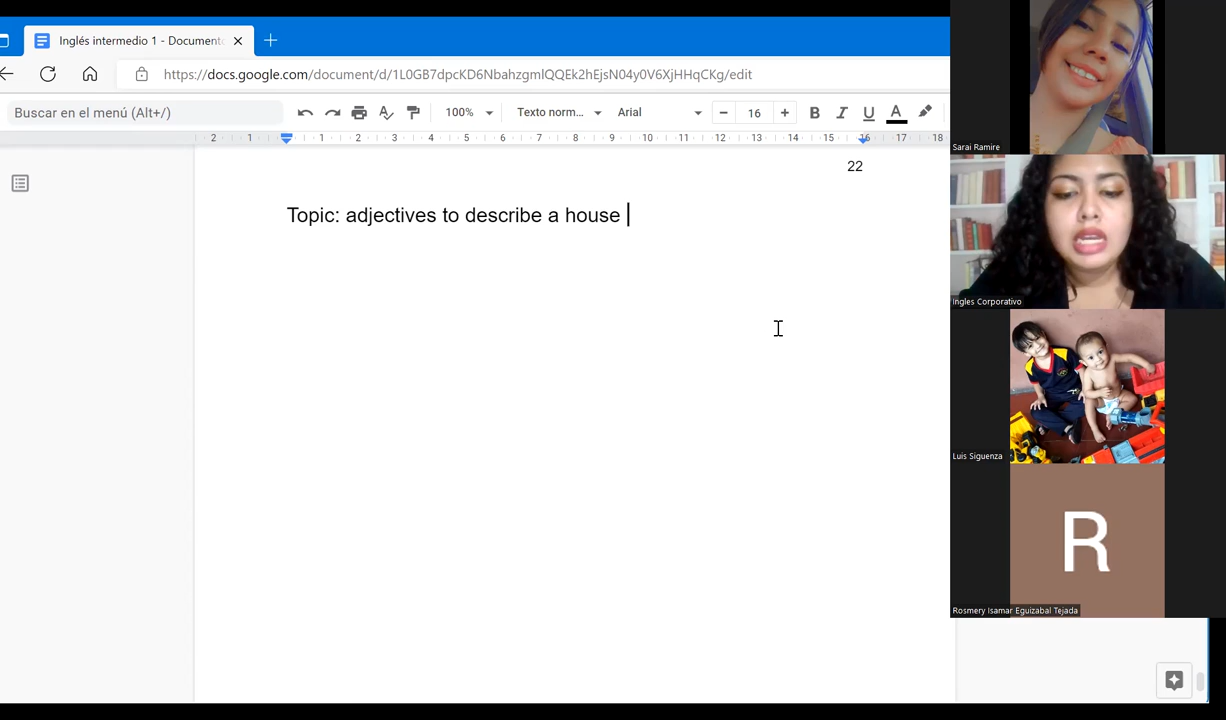 Inglés intermedio 1 - Documento
https://docs.google.com/document/d/1L0GB7dpcKD6NbahzgmlQQEk2hEjsN04y0V6XjHHqCKg/edit
Buscar en el menú (Alt+/)
100%
Texto norm...
Arial
16
B I U A
2 1 1 2 3 4 5 6 7 8 9 10 11 12 13 14 15 16 17 18
22
Topic: adjectives to describe a house
Sarai Ramire
Ingles Corporativo
Luis Siguenza
R
Rosmery Isamar Eguizabal Tejada